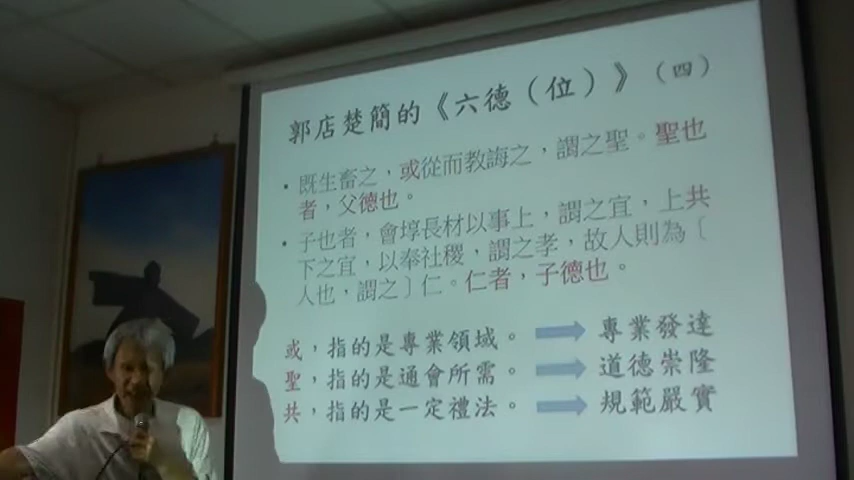 郭店楚簡的《六德（位）》（四）
• 既生畜之，或從而教誨之，謂之聖。聖也
者，父德也。
• 子也者，會埻長材以事上，謂之宜，上共
下之宜，以奉社稷，謂之孝，故人則為〔
人也，謂之〕仁。仁者，子德也。
或，指的是專業領域。 專業發達
聖，指的是通會所需。 道德崇隆
共，指的是一定禮法。 規範嚴實